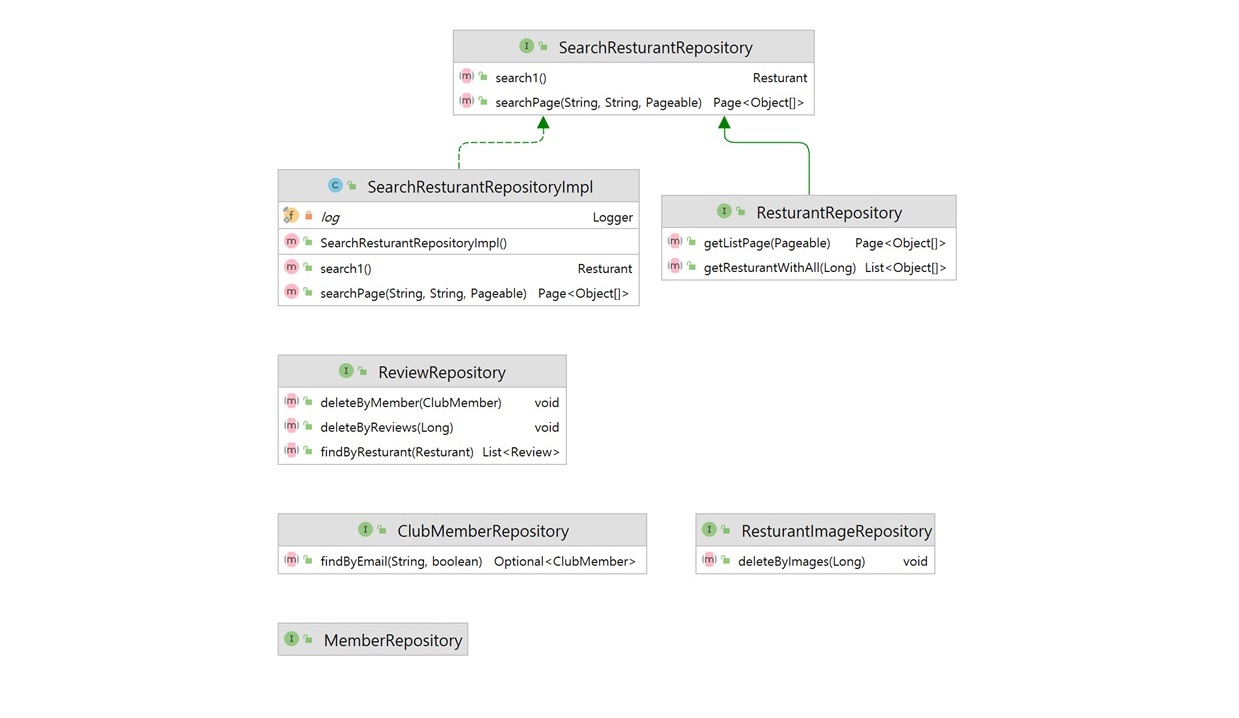 SearchResturantRepository
search1() Resturant
searchPage(String, String, Pageable) Page<Object[]>
SearchResturantRepositoryImpl
log Logger
SearchResturantRepositoryImpl()
search1() Resturant
searchPage(String, String, Pageable) Page<Object[]>
ResturantRepository
getListPage(Pageable) Page<Object[]>
getResturantWithAll(Long) List<Object[]>
ReviewRepository
deleteByMember(ClubMember) void
deleteByReviews(Long) void
findByResturant(Resturant) List<Review>
ClubMemberRepository
findByEmail(String, boolean) Optional<ClubMember>
ResturantImageRepository
deleteByImages(Long) void
MemberRepository